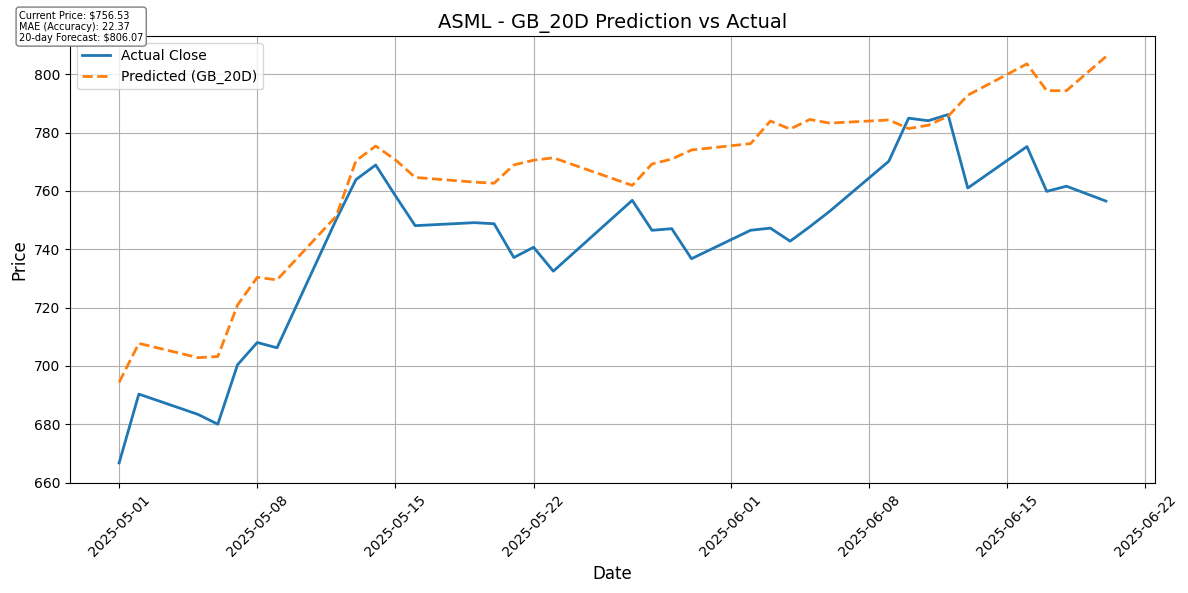 Current Price: $756.53
MAE (Accuracy): 22.37
20-day Forecast: $806.07
ASML - GB_20D Prediction vs Actual
Actual Close
Predicted (GB_20D)
800
780
760
740
720
700
680
660
Price
2025-05-01
2025-05-08
2025-05-15
2025-05-22
2025-06-01
2025-06-08
2025-06-15
2025-06-22
Date